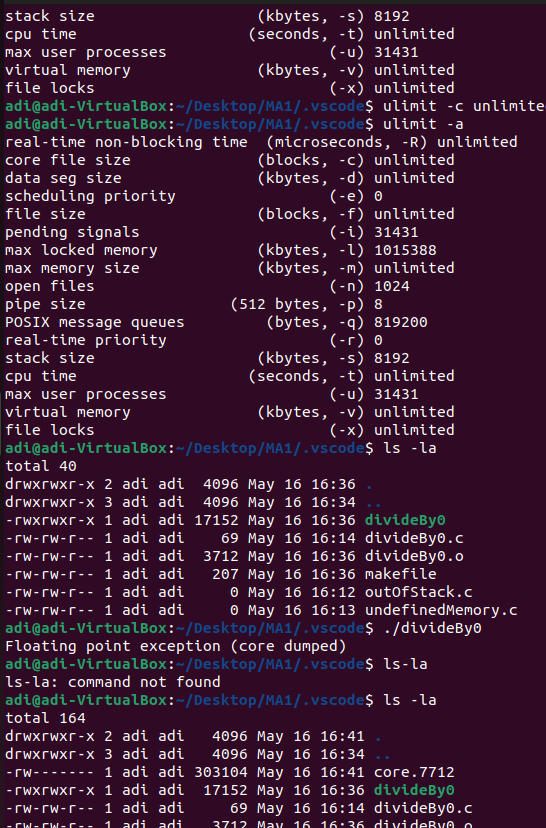 stack size                  (kbytes, -s) 8192
cpu time                   (seconds, -t) unlimited
max user processes                  (-u) 31431
virtual memory              (kbytes, -v) unlimited
file locks                          (-x) unlimited
adi@adi-VirtualBox:~/Desktop/MA1/.vscode$ ulimit -c unlimite
adi@adi-VirtualBox:~/Desktop/MA1/.vscode$ ulimit -a
real-time non-blocking time  (microseconds, -R) unlimited
core file size              (blocks, -c) unlimited
data seg size               (kbytes, -d) unlimited
scheduling priority                 (-e) 0
file size                   (blocks, -f) unlimited
pending signals                     (-i) 31431
max locked memory           (kbytes, -l) 1015388
max memory size             (kbytes, -m) unlimited
open files                          (-n) 1024
pipe size                (512 bytes, -p) 8
POSIX message queues         (bytes, -q) 819200
real-time priority                  (-r) 0
stack size                  (kbytes, -s) 8192
cpu time                   (seconds, -t) unlimited
max user processes                  (-u) 31431
virtual memory              (kbytes, -v) unlimited
file locks                          (-x) unlimited
adi@adi-VirtualBox:~/Desktop/MA1/.vscode$ ls -la
total 40
drwxrwxr-x 2 adi adi  4096 May 16 16:36 .
drwxrwxr-x 3 adi adi  4096 May 16 16:34 ..
-rwxrwxr-x 1 adi adi 17152 May 16 16:36 divideBy0
-rw-rw-r-- 1 adi adi    69 May 16 16:14 divideBy0.c
-rw-rw-r-- 1 adi adi  3712 May 16 16:36 divideBy0.o
-rw-rw-r-- 1 adi adi   207 May 16 16:36 makefile
-rw-rw-r-- 1 adi adi     0 May 16 16:12 outOfStack.c
-rw-rw-r-- 1 adi adi     0 May 16 16:13 undefinedMemory.c
adi@adi-VirtualBox:~/Desktop/MA1/.vscode$ ./divideBy0
Floating point exception (core dumped)
adi@adi-VirtualBox:~/Desktop/MA1/.vscode$ ls-la
ls-la: command not found
adi@adi-VirtualBox:~/Desktop/MA1/.vscode$ ls -la
total 164
drwxrwxr-x 2 adi adi   4096 May 16 16:41 .
drwxrwxr-x 3 adi adi   4096 May 16 16:34 ..
-rw------- 1 adi adi 303104 May 16 16:41 core.7712
-rwxrwxr-x 1 adi adi  17152 May 16 16:36 divideBy0
-rw-rw-r-- 1 adi adi     69 May 16 16:14 divideBy0.c
-rw-rw-r-- 1 adi adi   3712 May 16 16:36 divideBy0.o